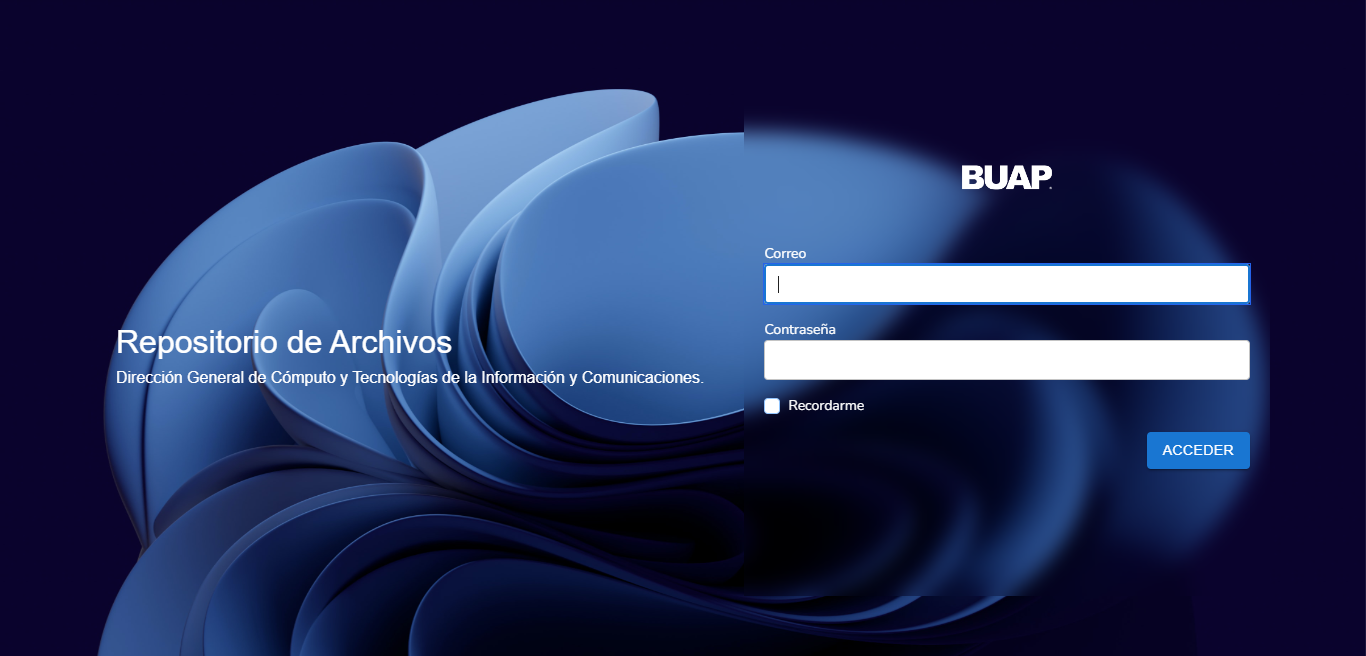 Repositorio de Archivos
Dirección General de Cómputo y Tecnologías de la Información y Comunicaciones.
BUAP
Correo
Contraseña
Recordarme
ACCEDER